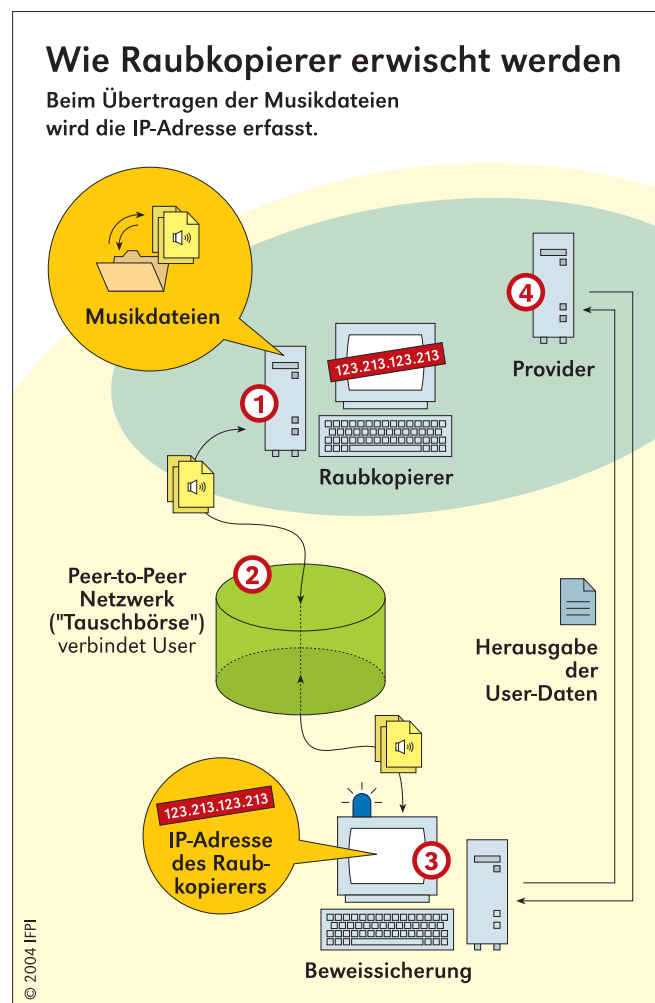 Wie Raubkopierer erwischt werden
Beim Übertragen der Musikdateien
wird die IP-Adresse erfasst.
Musikdateien
4
Provider
123.213.123.213
1
Raubkopierer
2
Peer-to-Peer
Netzwerk
("Tauschbörse")
verbindet User
Herausgabe
der
User-Daten
123.213.123.213
IP-Adresse
des Raub-
kopierers
3
Beweissicherung
© 2004 IFPI